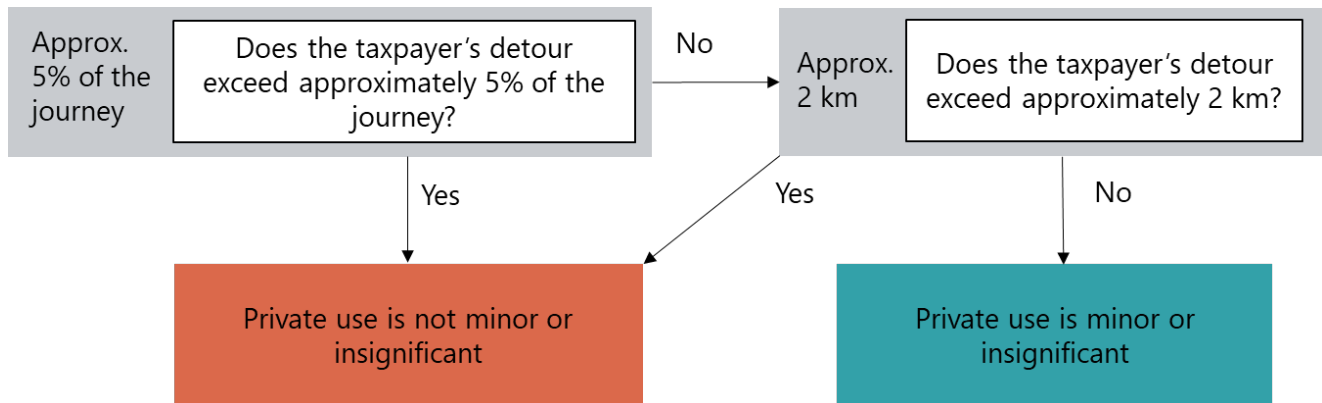 Approx.
5% of the
journey
Does the taxpayer’s detour
exceed approximately 5% of the
journey?
No
Approx.
2 km
Does the taxpayer’s detour
exceed approximately 2 km?
Yes
Yes
No
Private use is not minor or
insignificant
Private use is minor or
insignificant